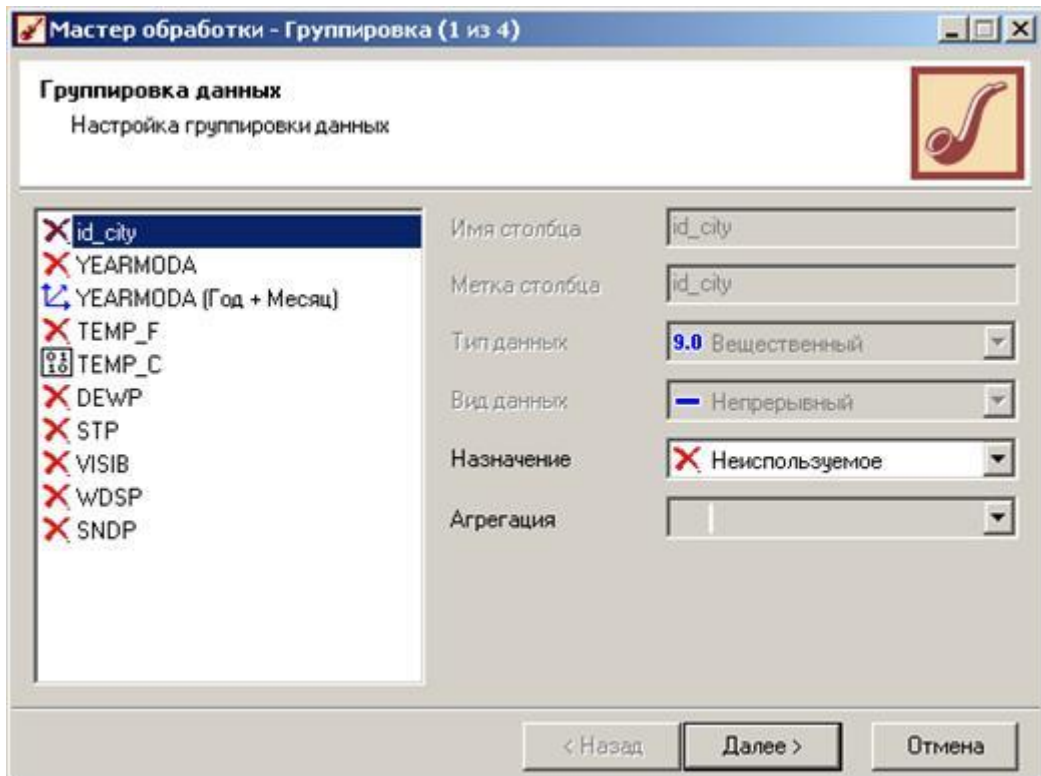 Мастер обработки - Группировка (1 из 4)
Группировка данных
Настройка группировки данных
id_city
YEARMODA
YEARMODA (Год + Месяц)
TEMP_F
TEMP_C
DEWP
STP
VISIB
WDSP
SNDP
Имя столбца id_city
Метка столбца id_city
Тип данных 9.0 Вещественный
Вид данных Непрерывный
Назначение Неиспользуемое
Агрегация
< Назад Далее > Отмена